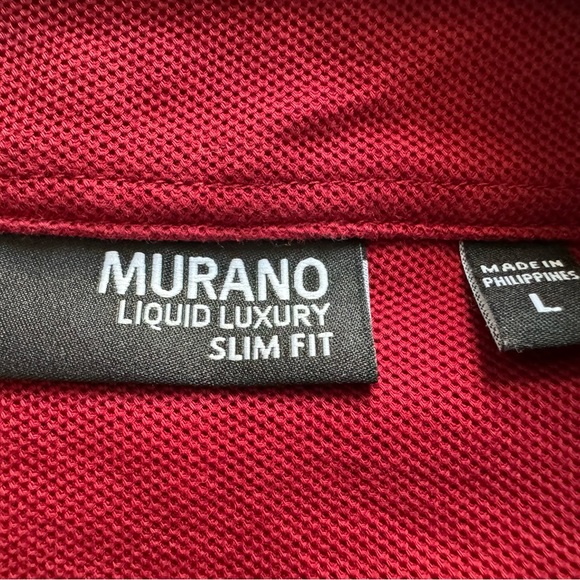 MURANO
LIQUID LUXURY
SLIM FIT
MADE IN
PHILIPPINES
L